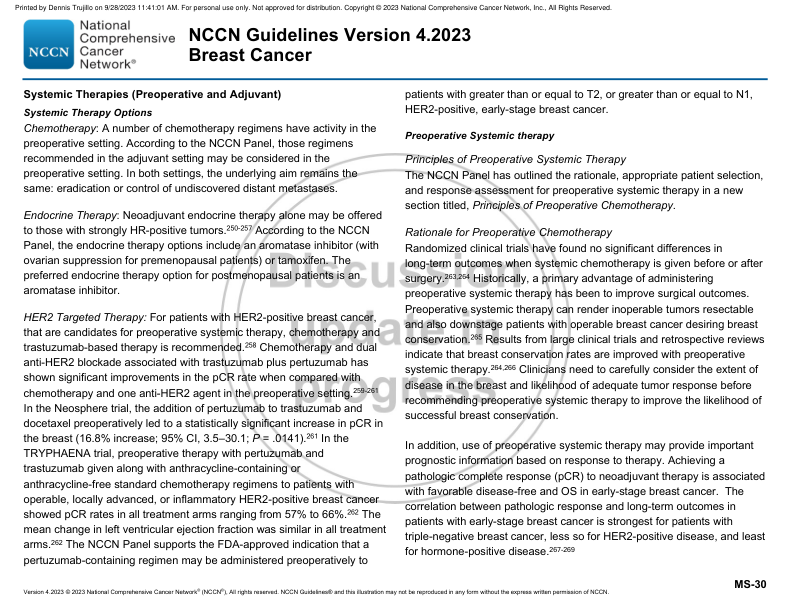 Printed by Dennis Trujillo on 9/28/2023 11:41:01 AM. For personal use only. Not approved for distribution. Copyright © 2023 National Comprehensive Cancer Network, Inc., All Rights Reserved.
NCCN
National
Comprehensive
Cancer
Network®
NCCN Guidelines Version 4.2023
Breast Cancer
Systemic Therapies (Preoperative and Adjuvant)
Systemic Therapy Options
Chemotherapy: A number of chemotherapy regimens have activity in the
preoperative setting. According to the NCCN Panel, those regimens
recommended in the adjuvant setting may be considered in the
preoperative setting. In both settings, the underlying aim remains the
same: eradication or control of undiscovered distant metastases.
Endocrine Therapy: Neoadjuvant endocrine therapy alone may be offered
to those with strongly HR-positive tumors.250-257 According to the NCCN
Panel, the endocrine therapy options include an aromatase inhibitor (with
ovarian suppression for premenopausal patients) or tamoxifen. The
preferred endocrine therapy option for postmenopausal patients is an
aromatase inhibitor.
HER2 Targeted Therapy: For patients with HER2-positive breast cancer,
that are candidates for preoperative systemic therapy, chemotherapy and
trastuzumab-based therapy is recommended.258 Chemotherapy and dual
anti-HER2 blockade associated with trastuzumab plus pertuzumab has
shown significant improvements in the pCR rate when compared with
chemotherapy and one anti-HER2 agent in the preoperative setting.259-261
In the Neosphere trial, the addition of pertuzumab to trastuzumab and
docetaxel preoperatively led to a statistically significant increase in pCR in
the breast (16.8% increase; 95% CI, 3.5–30.1; P = .0141).261 In the
TRYPHAENA trial, preoperative therapy with pertuzumab and
trastuzumab given along with anthracycline-containing or
anthracycline-free standard chemotherapy regimens to patients with
operable, locally advanced, or inflammatory HER2-positive breast cancer
showed pCR rates in all treatment arms ranging from 57% to 66%.262 The
mean change in left ventricular ejection fraction was similar in all treatment
arms.262 The NCCN Panel supports the FDA-approved indication that a
pertuzumab-containing regimen may be administered preoperatively to
patients with greater than or equal to T2, or greater than or equal to N1,
HER2-positive, early-stage breast cancer.
Preoperative Systemic therapy
Principles of Preoperative Systemic Therapy
The NCCN Panel has outlined the rationale, appropriate patient selection,
and response assessment for preoperative systemic therapy in a new
section titled, Principles of Preoperative Chemotherapy.
Rationale for Preoperative Chemotherapy
Randomized clinical trials have found no significant differences in
long-term outcomes when systemic chemotherapy is given before or after
surgery.263,264 Historically, a primary advantage of administering
preoperative systemic therapy has been to improve surgical outcomes.
Preoperative systemic therapy can render inoperable tumors resectable
and also downstage patients with operable breast cancer desiring breast
conservation.265 Results from large clinical trials and retrospective reviews
indicate that breast conservation rates are improved with preoperative
systemic therapy.264,266 Clinicians need to carefully consider the extent of
disease in the breast and likelihood of adequate tumor response before
recommending preoperative systemic therapy to improve the likelihood of
successful breast conservation.
In addition, use of preoperative systemic therapy may provide important
prognostic information based on response to therapy. Achieving a
pathologic complete response (pCR) to neoadjuvant therapy is associated
with favorable disease-free and OS in early-stage breast cancer. The
correlation between pathologic response and long-term outcomes in
patients with early-stage breast cancer is strongest for patients with
triple-negative breast cancer, less so for HER2-positive disease, and least
for hormone-positive disease.267-269
Discussion
update in
progress
MS-30
Version 4.2023 © 2023 National Comprehensive Cancer Network® (NCCN®), All rights reserved. NCCN Guidelines® and this illustration may not be reproduced in any form without the express written permission of NCCN.